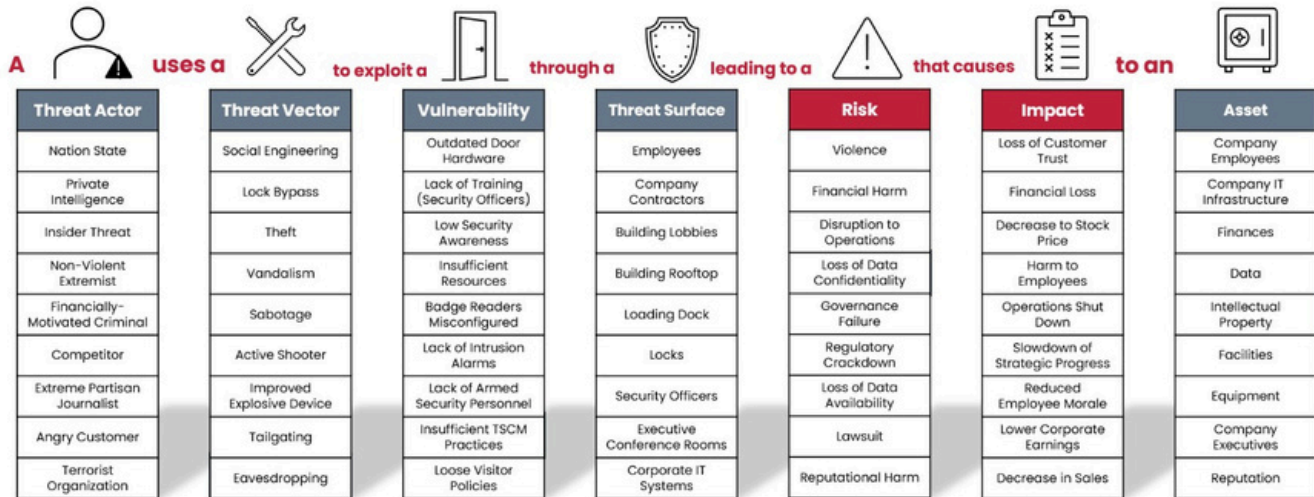 A uses a to exploit a through a leading to a that causes to an
Threat Actor
Nation State
Private
Intelligence
Insider Threat
Non-Violent
Extremist
Financially-
Motivated Criminal
Competitor
Extreme Partisan
Journalist
Angry Customer
Terrorist
Organization
Threat Vector
Social Engineering
Lock Bypass
Theft
Vandalism
Sabotage
Active Shooter
Improved
Explosive Device
Tailgating
Eavesdropping
Vulnerability
Outdated Door
Hardware
Lack of Training
(Security Officers)
Low Security
Awareness
Insufficient
Resources
Badge Readers
Misconfigured
Lack of Intrusion
Alarms
Lack of Armed
Security Personnel
Insufficient TSCM
Practices
Loose Visitor
Policies
Threat Surface
Employees
Company
Contractors
Building Lobbies
Building Rooftop
Loading Dock
Locks
Security Officers
Executive
Conference Rooms
Corporate IT
Systems
Risk
Violence
Financial Harm
Disruption to
Operations
Loss of Data
Confidentiality
Governance
Failure
Regulatory
Crackdown
Loss of Data
Availability
Lawsuit
Reputational Harm
Impact
Loss of Customer
Trust
Financial Loss
Decrease to Stock
Price
Harm to
Employees
Operations Shut
Down
Slowdown of
Strategic Progress
Reduced
Employee Morale
Lower Corporate
Earnings
Decrease in Sales
Asset
Company
Employees
Company IT
Infrastructure
Finances
Data
Intellectual
Property
Facilities
Equipment
Company
Executives
Reputation